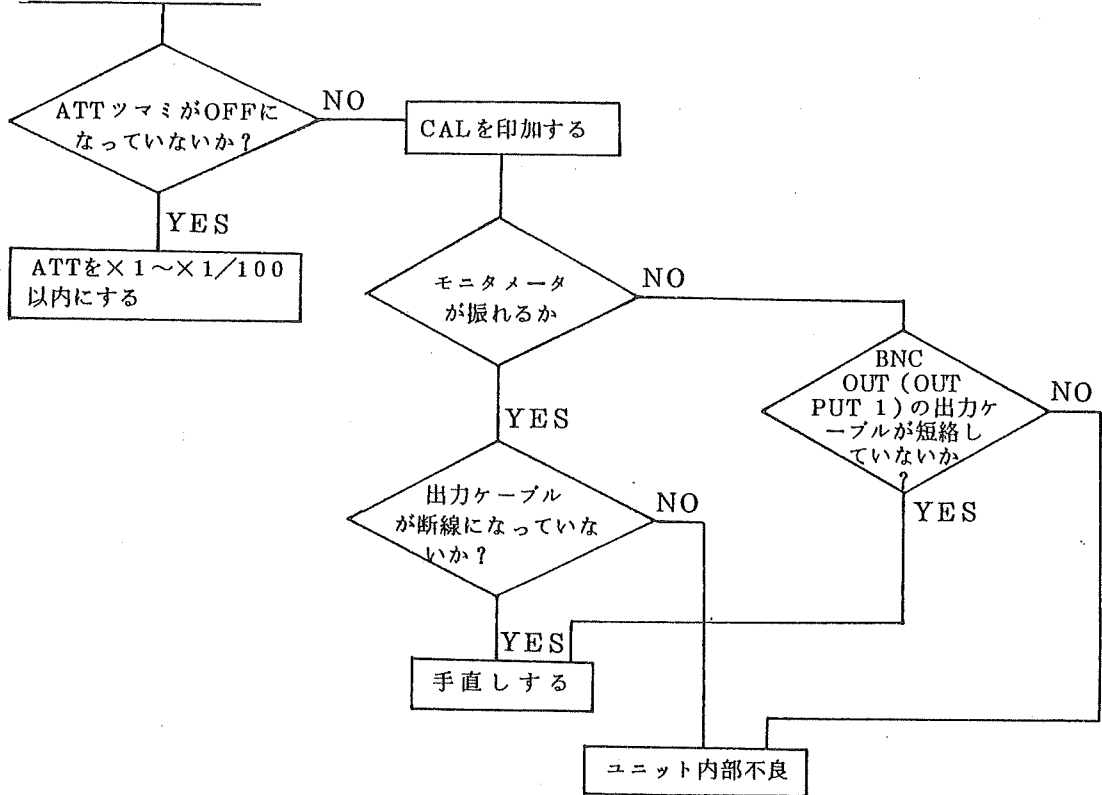 ATTツマミがOFFに
なっていないか?
NO
CALを印加する
YES
ATTを×1~×1/100
以内にする
モニタメータ
が振れるか
NO
BNC
OUT(OUT
PUT 1)の出力ケ
ーブルが短絡し
ていないか
?
NO
YES
出力ケーブル
が断線になっていな
いか?
NO
YES
YES
手直しする
ユニット内部不良